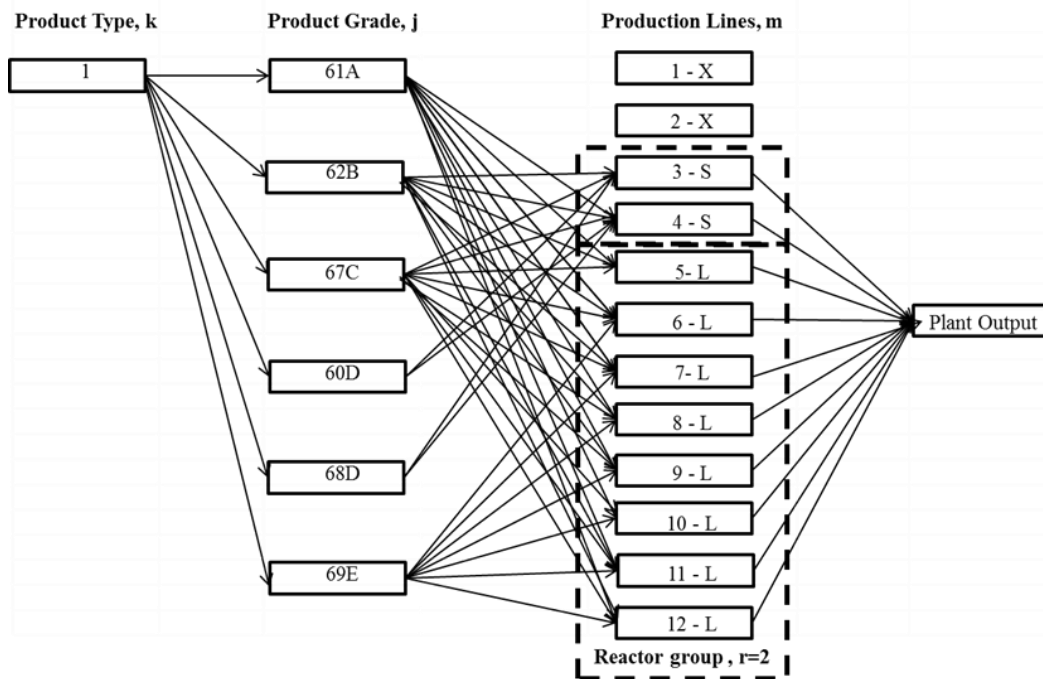 Product Type, k
Product Grade, j
Production Lines, m
1
61A
62B
67C
60D
68D
69E
1 - X
2 - X
3 - S
4 - S
5- L
6 - L
7- L
8 - L
9 - L
10 - L
11 - L
12 - L
Reactor group , r=2
Plant Output